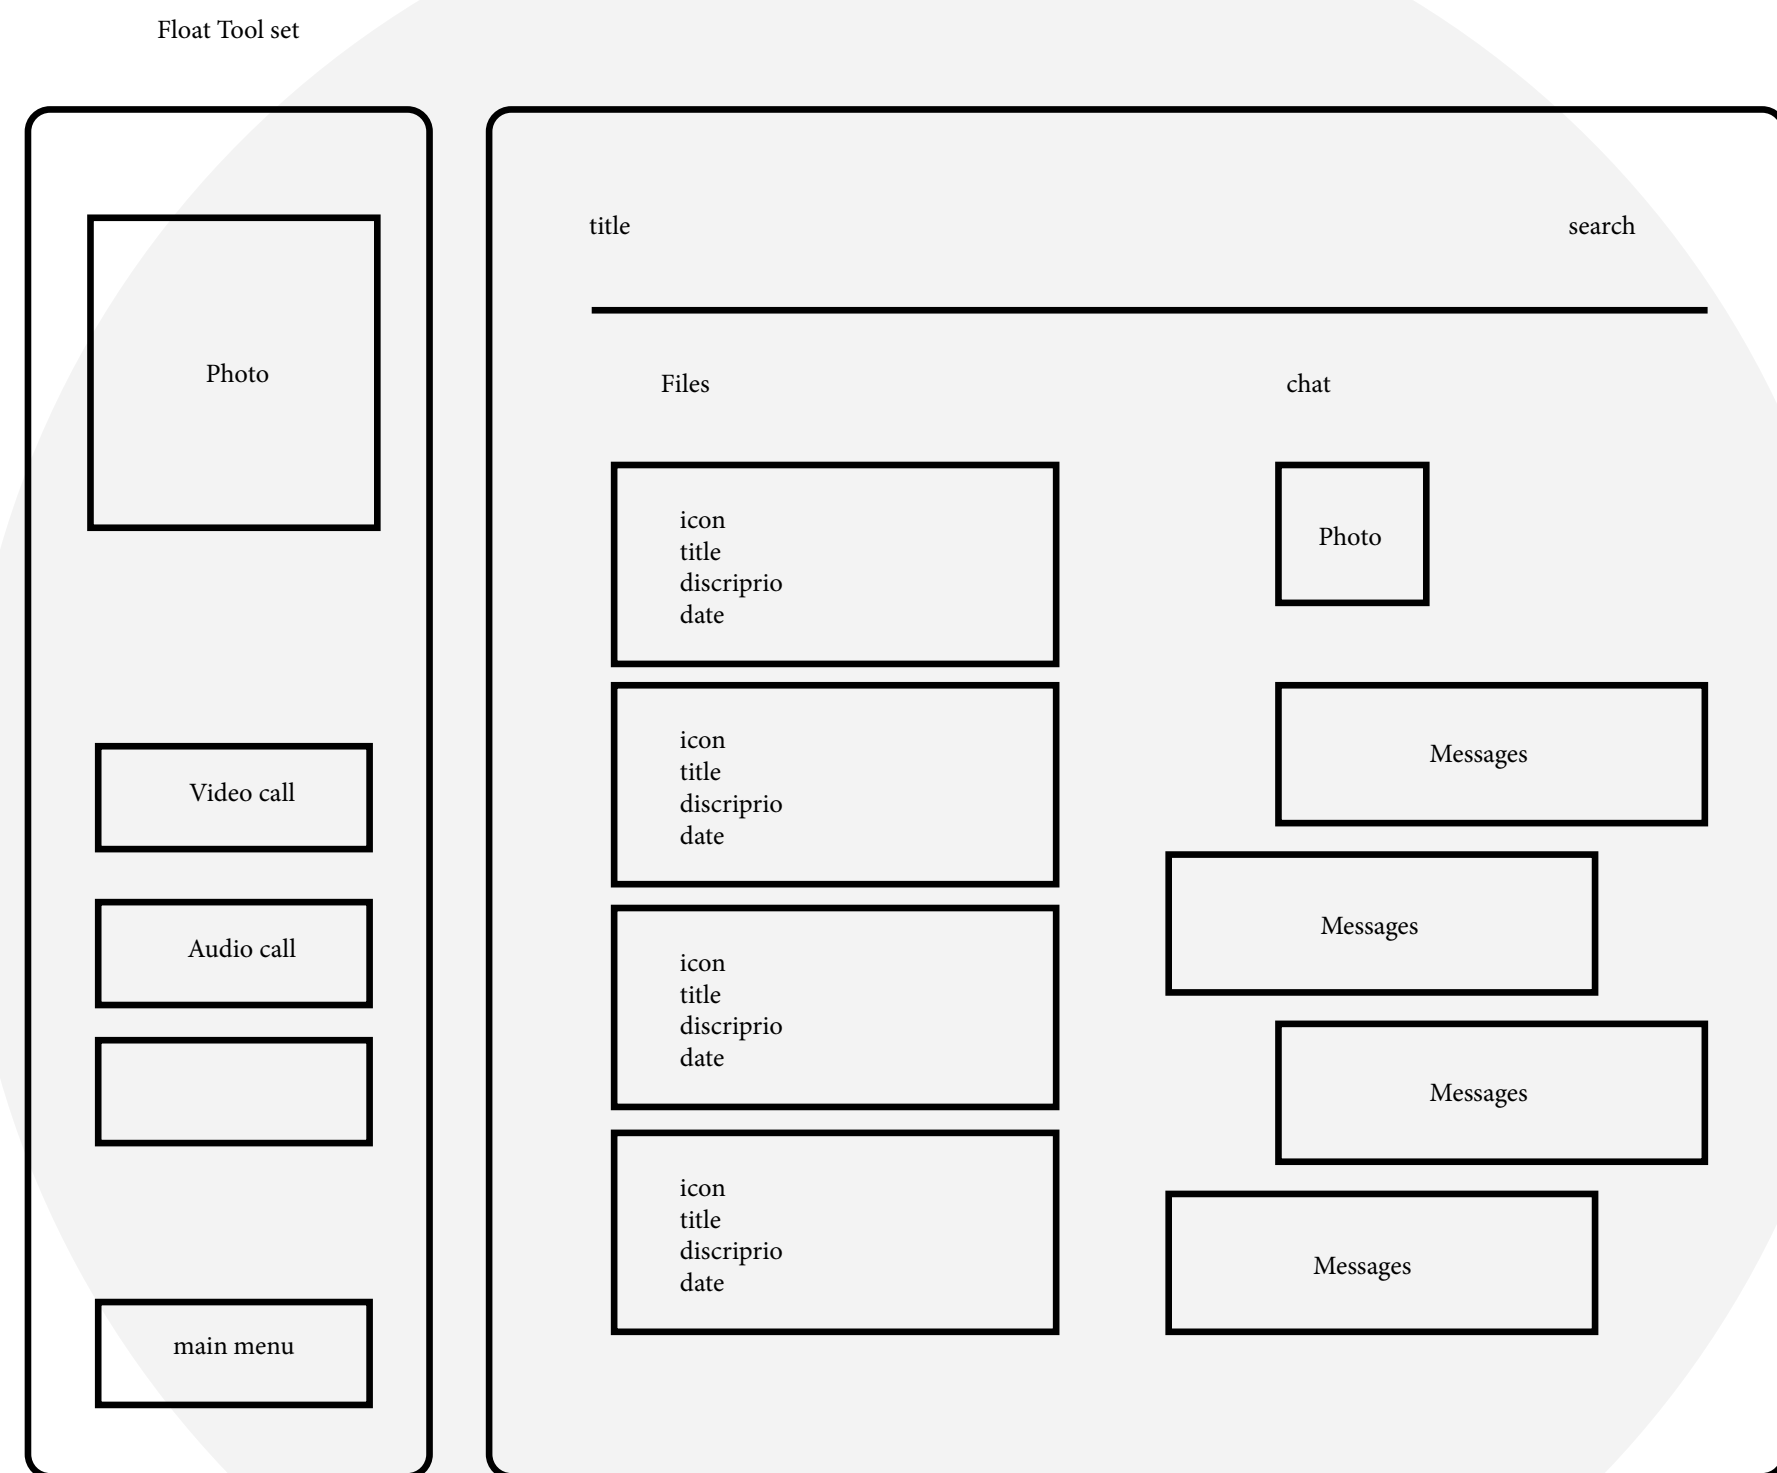 Float Tool set
Photo
Video call
Audio call
main menu
title
search
Files
icon
title
discriprio
date
icon
title
discriprio
date
icon
title
discriprio
date
icon
title
discriprio
date
chat
Photo
Messages
Messages
Messages
Messages